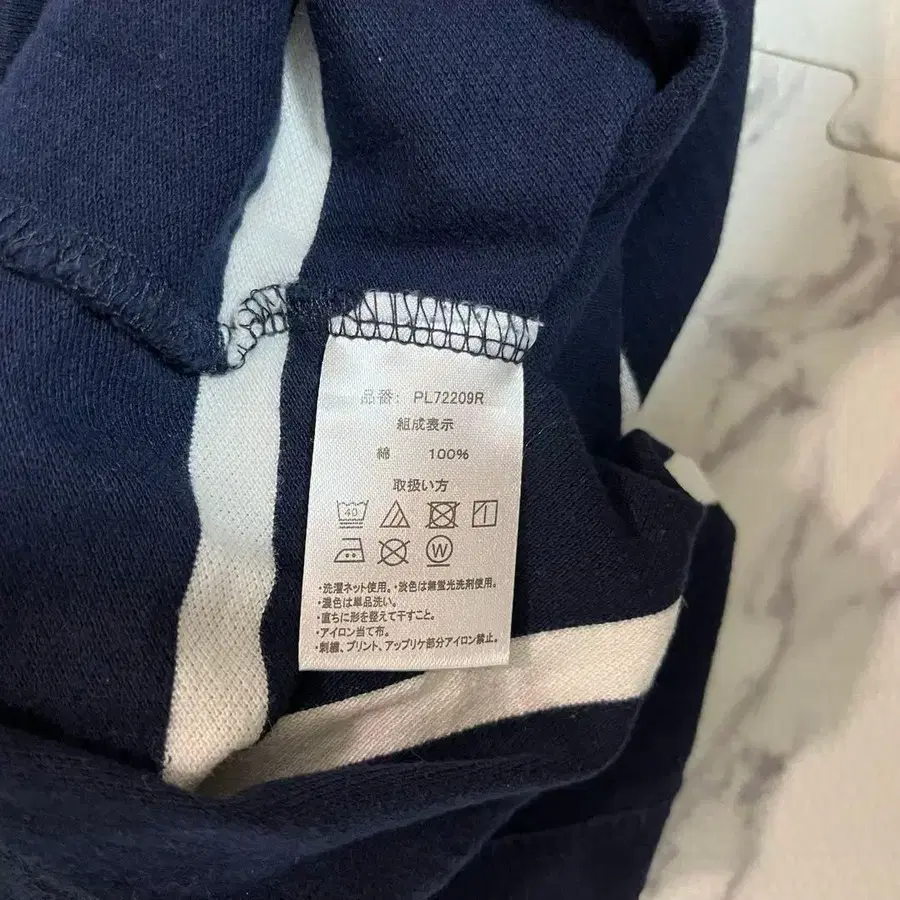 品番: PL72209R
組成表示
綿 100%
取扱い方
40
W
・洗濯ネット使用。・淡色は無蛍光洗剤使用。
・濃色は単品洗い。
・直ちに形を整えて干すこと。
・アイロン当て布。
・刺繍、プリント、アップリケ部分アイロン禁止。